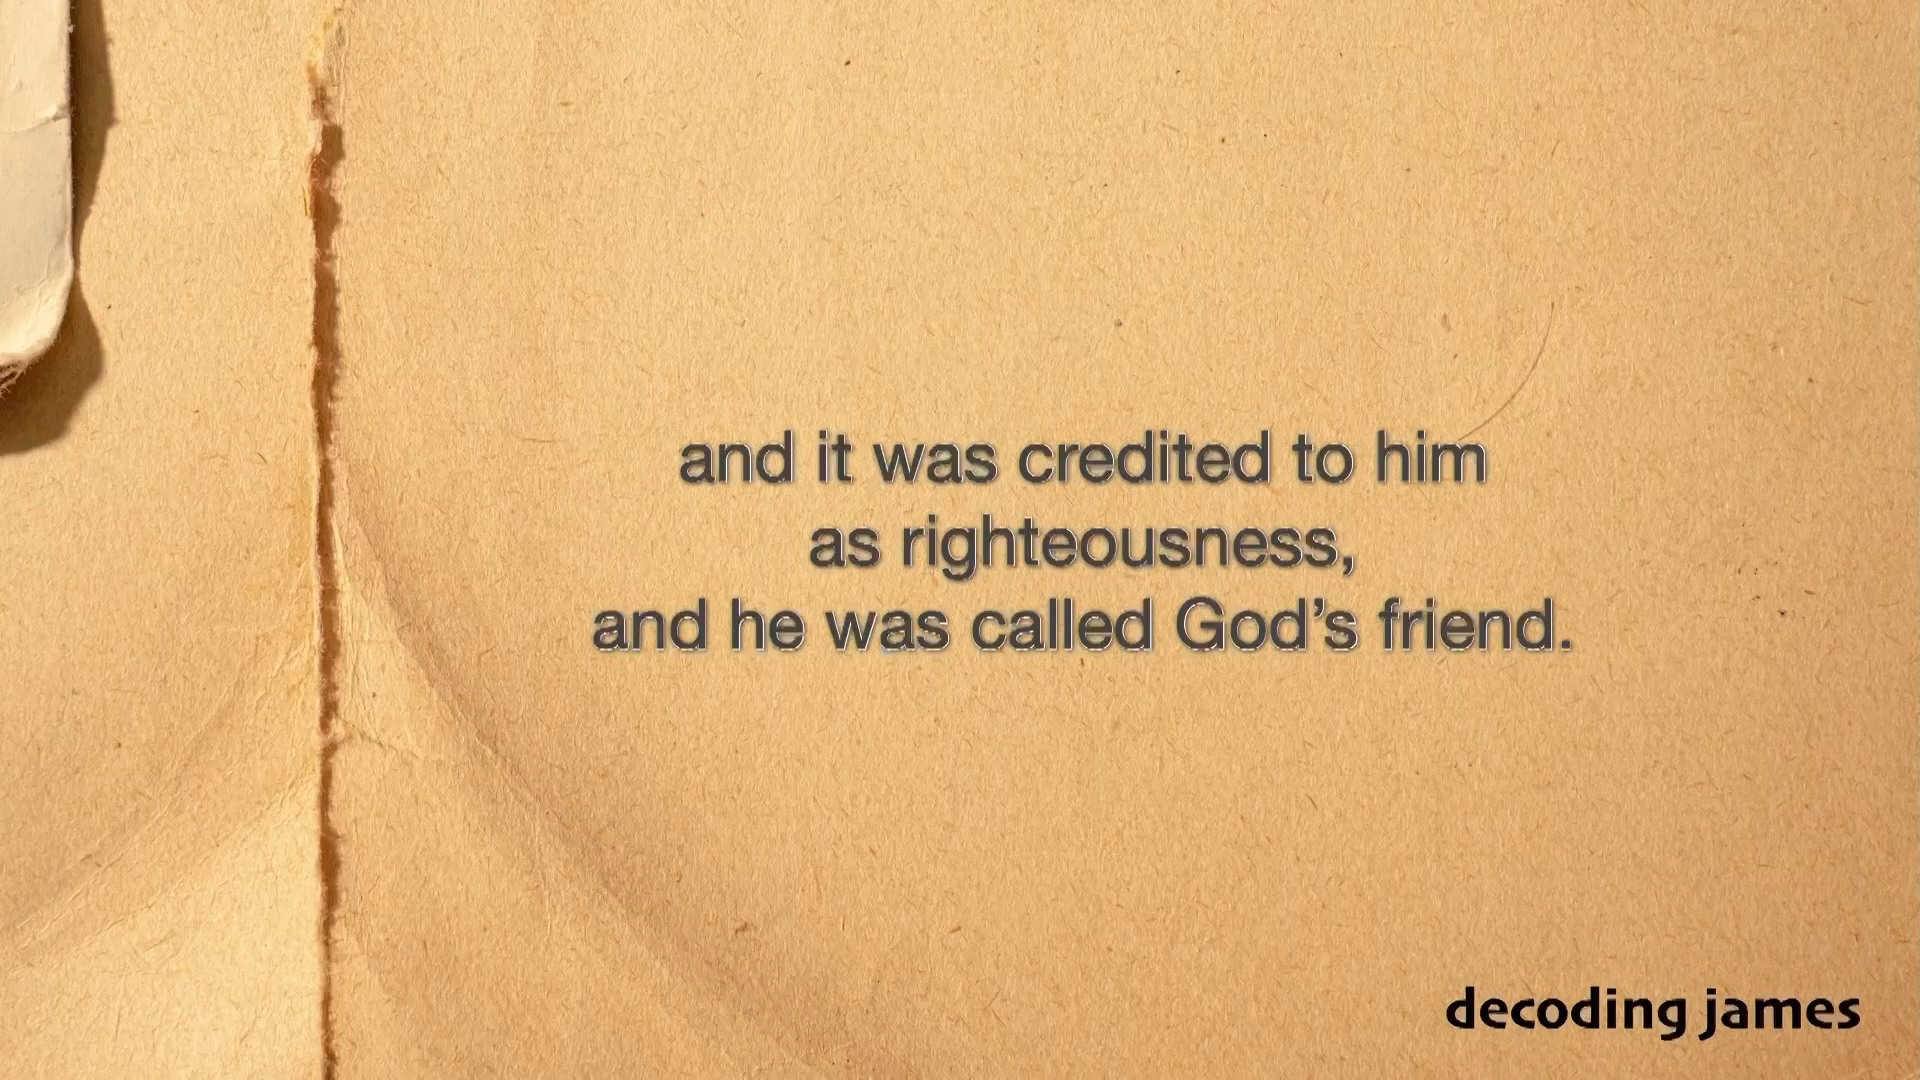 and it was credited to him
as righteousness,
and he was called God’s friend.
decoding james